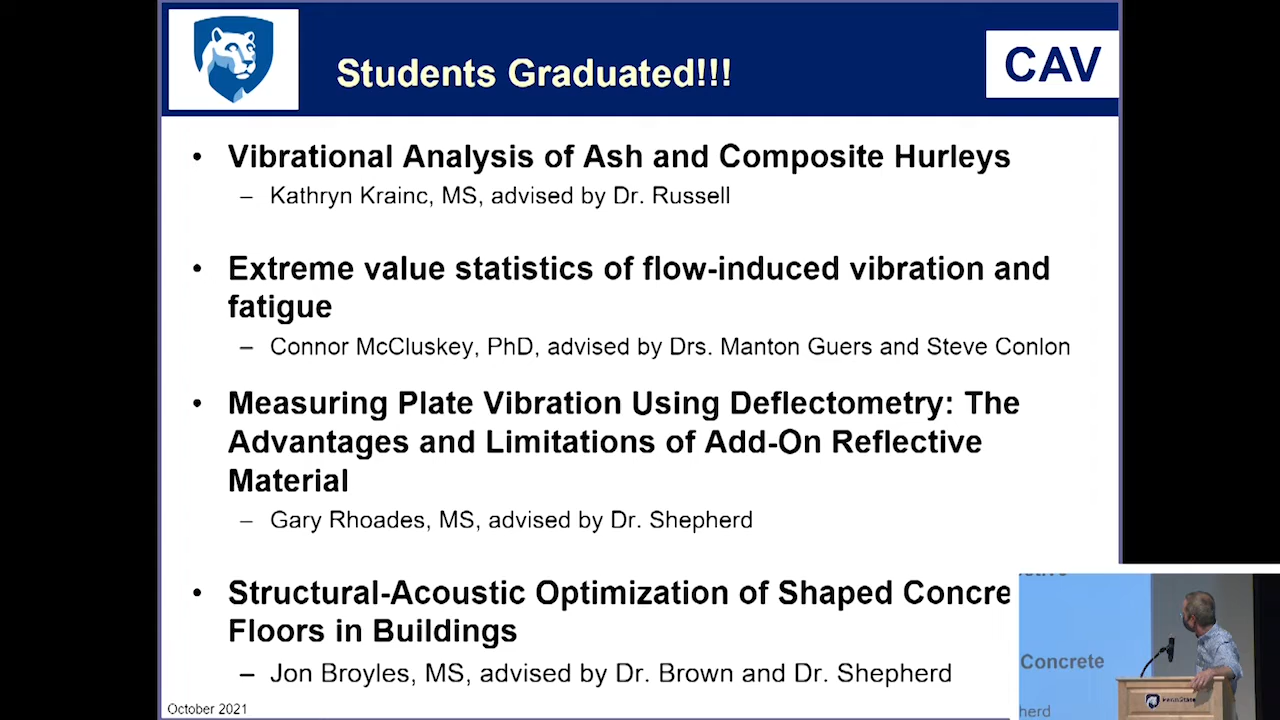 Students Graduated!!!
CAV
• Vibrational Analysis of Ash and Composite Hurleys
– Kathryn Krainc, MS, advised by Dr. Russell
• Extreme value statistics of flow-induced vibration and
fatigue
– Connor McCluskey, PhD, advised by Drs. Manton Guers and Steve Conlon
• Measuring Plate Vibration Using Deflectometry: The
Advantages and Limitations of Add-On Reflective
Material
– Gary Rhoades, MS, advised by Dr. Shepherd
• Structural-Acoustic Optimization of Shaped Concre
Floors in Buildings
– Jon Broyles, MS, advised by Dr. Brown and Dr. Shepherd
October 2021
Concrete
herd
PennState